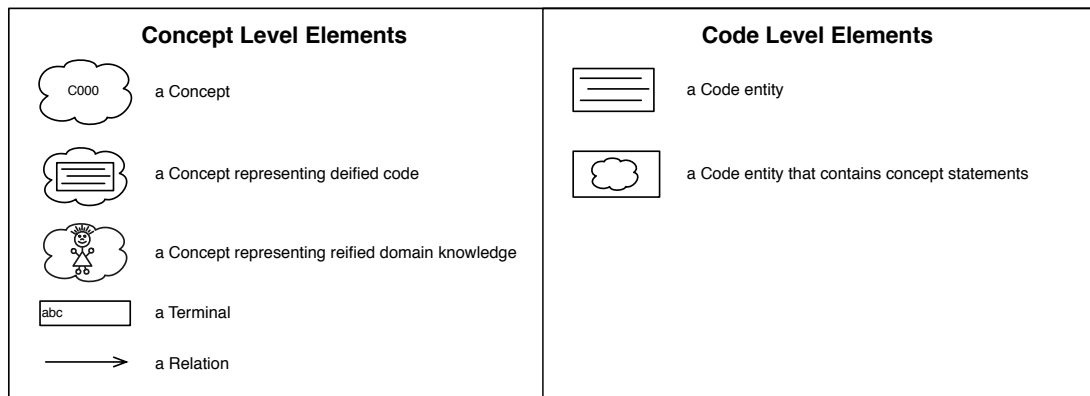 Concept Level Elements
C000
a Concept
a Concept representing deified code
a Concept representing reified domain knowledge
abc
a Terminal
a Relation
Code Level Elements
a Code entity
a Code entity that contains concept statements